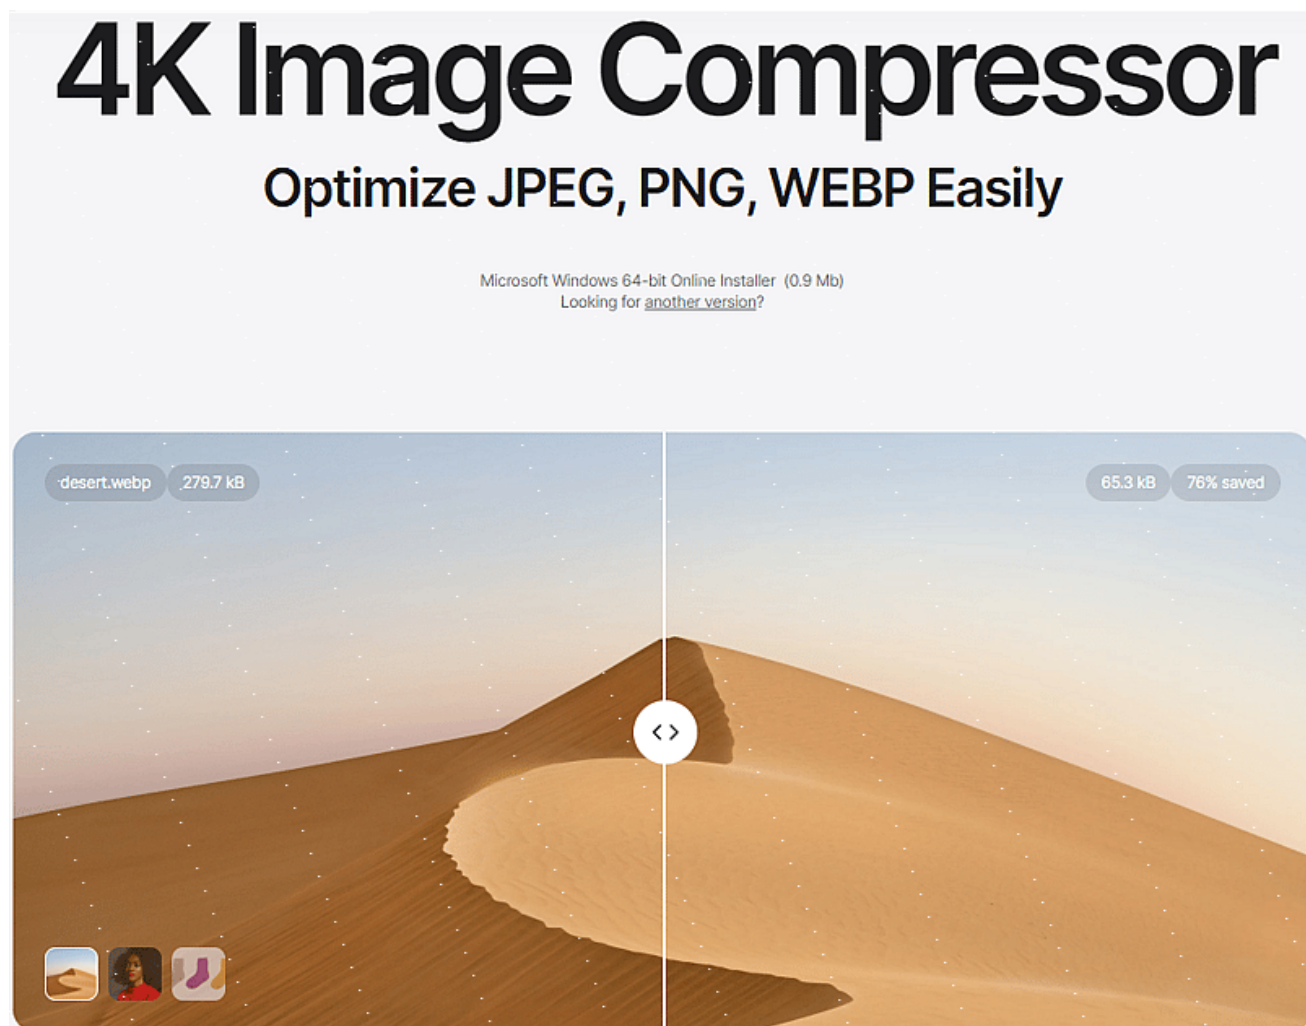 4K Image Compressor
Optimize JPEG, PNG, WEBP Easily
Microsoft Windows 64-bit Online Installer (0.9 Mb)
Looking for another version?
desert.webp 279.7 kB
65.3 kB 76% saved